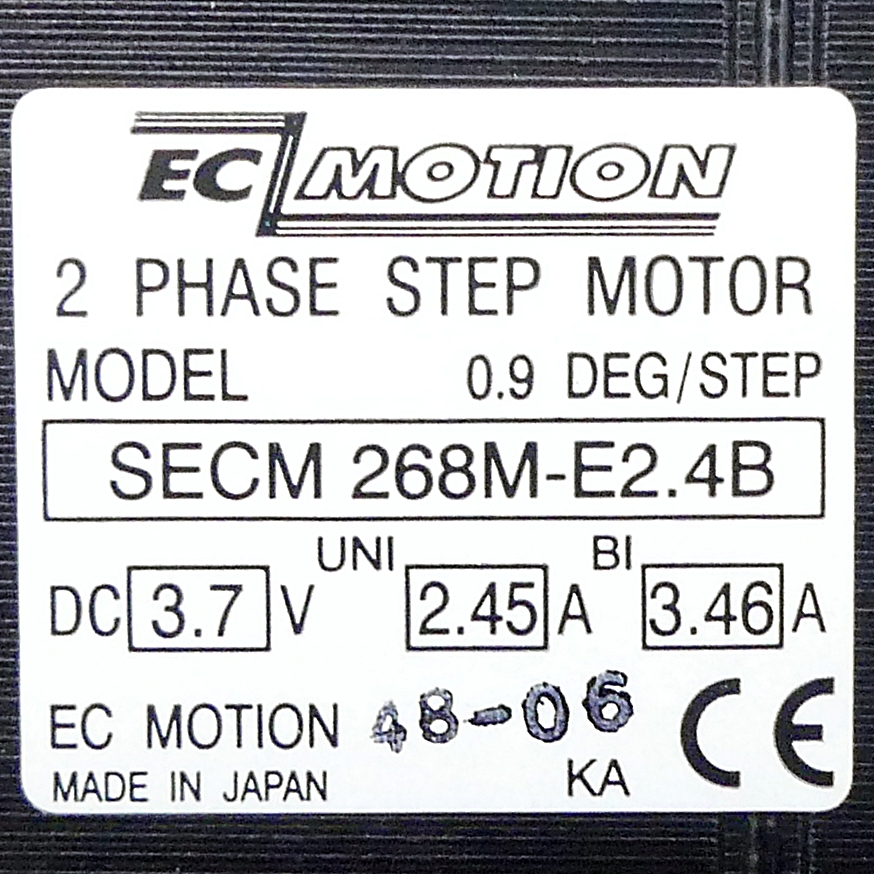 EC MOTION
2 PHASE STEP MOTOR
MODEL 0.9 DEG/STEP
SECM 268M-E2.4B
UNI BI
DC 3.7 V 2.45 A 3.46 A
EC MOTION 48-06
MADE IN JAPAN KA CE